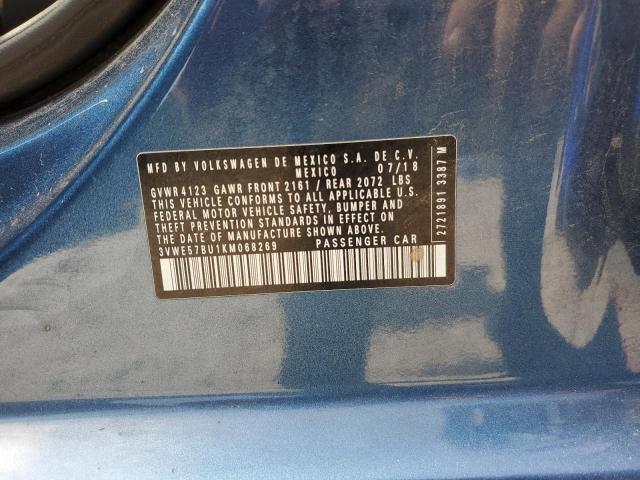 MFD BY VOLKSWAGEN DE MEXICO S.A. DE C.V.
MEXICO 07/18
GVWR 4123 GAWR FRONT 2161 / REAR 2072 LBS
THIS VEHICLE CONFORMS TO ALL APPLICABLE U.S.
FEDERAL MOTOR VEHICLE SAFETY, BUMPER AND
THEFT PREVENTION STANDARDS IN EFFECT ON
THE DATE OF MANUFACTURE SHOWN ABOVE.
3VWE57BU1KM068269 PASSENGER CAR
2721891 3387 M